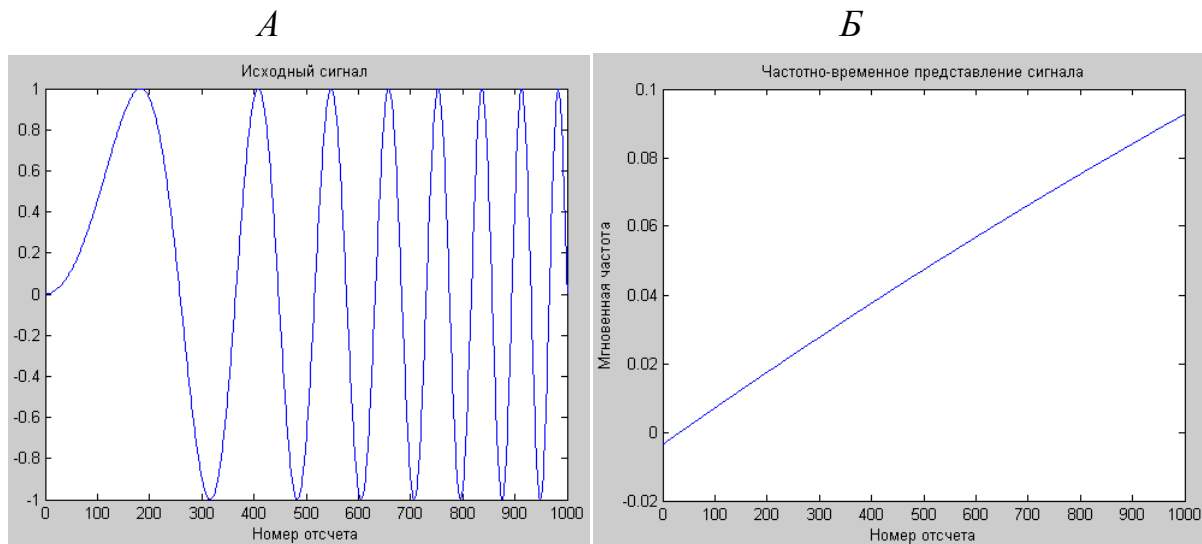 А
Б
Исходный сигнал
1
0.8
0.6
0.4
0.2
0
-0.2
-0.4
-0.6
-0.8
-1
0 100 200 300 400 500 600 700 800 900 1000
Номер отсчета
Частотно-временное представление сигнала
Мгновенная частота
0.1
0.08
0.06
0.04
0.02
0
-0.02
0 100 200 300 400 500 600 700 800 900 1000
Номер отсчета